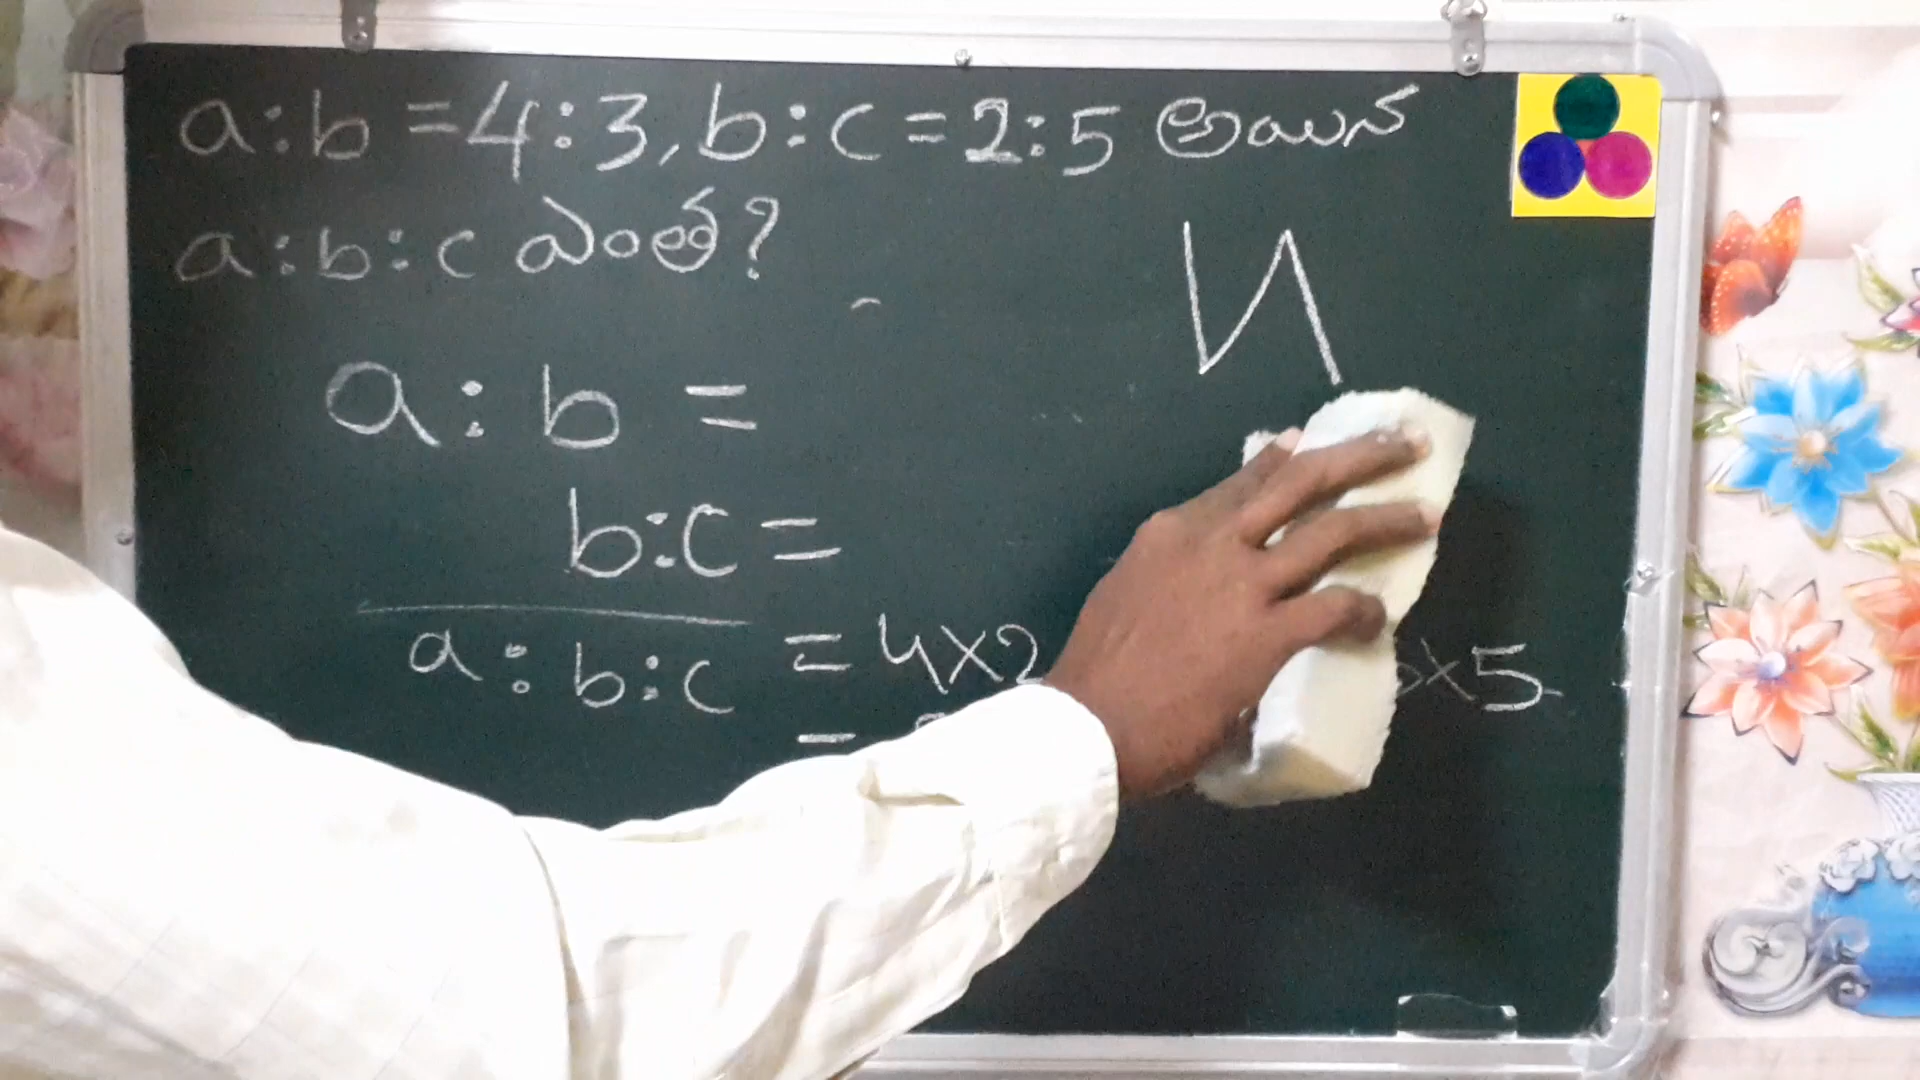 a:b =4:3, b:c =2:5 అయిన
a:b:c ఎంత?
a : b =
b:c =
a : b:c = 4x2 x5
=